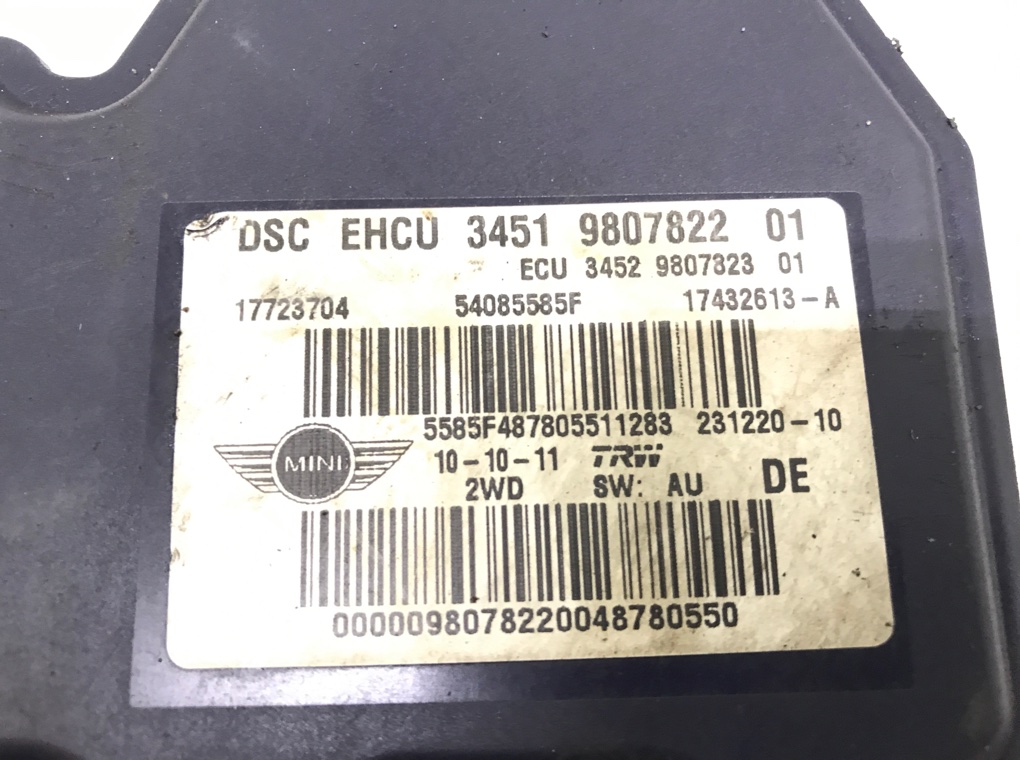 DSC EHCU 3451 9807822 01
ECU 3452 9807823 01
17723704 54085585F 17432613-A
5585F487805511283 231220-10
MINI 10-10-11 TRW
2WD SW: AU DE
0000098078220048780550